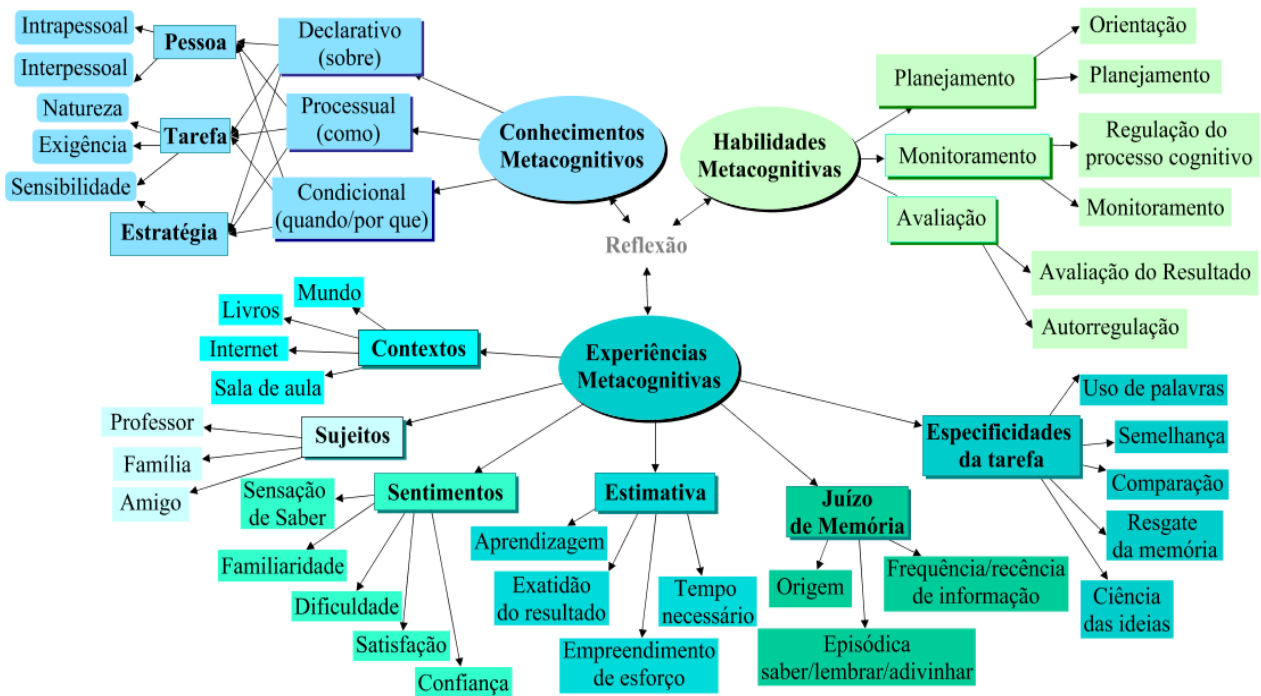 Intrapessoal
Interpessoal
Natureza
Exigência
Sensibilidade
Pessoa
Tarefa
Estratégia
Declarativo
(sobre)
Processual
(como)
Condicional
(quando/por que)
Conhecimentos
Metacognitivos
Habilidades
Metacognitivas
Planejamento
Orientação
Planejamento
Monitoramento
Regulação do
processo cognitivo
Monitoramento
Avaliação
Avaliação do Resultado
Autorregulação
Reflexão
Experiências
Metacognitivas
Contextos
Mundo
Livros
Internet
Sala de aula
Sujeitos
Professor
Família
Amigo
Sentimentos
Sensação
de Saber
Familiaridade
Dificuldade
Satisfação
Confiança
Estimativa
Aprendizagem
Exatidão
do resultado
Empreendimento
de esforço
Tempo
necessário
Juízo
de Memória
Origem
Episódica
saber/lembrar/adivinhar
Frequência/recência
de informação
Especificidades
da tarefa
Uso de palavras
Semelhança
Comparação
Resgate
da memória
Ciência
das ideias